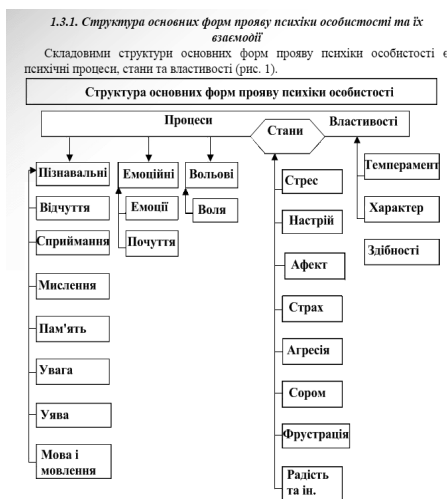 1.3.1. Структура основних форм прояву психіки особистості та їх
взаємодії
Складовими структури основних форм прояву психіки особистості є
психічні процеси, стани та властивості (рис. 1).
Структура основних форм прояву психіки особистості
Процеси
Стани
Властивості
Пізнавальні
Відчуття
Сприймання
Мислення
Пам'ять
Увага
Уява
Мова і
мовлення
Емоційні
Емоції
Почуття
Вольові
Воля
Стрес
Настрій
Афект
Страх
Агресія
Сором
Фрустрація
Радість
та ін.
Темперамент
Характер
Здібності